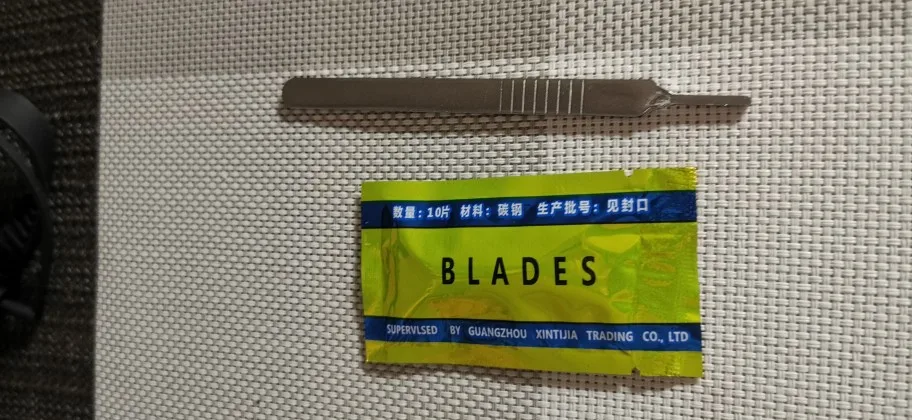 数量：10片 材料：碳钢 生产批号：见封口
BLADES
SUPERVLSED BY GUANGZHOU XINTIJIA TRADING CO., LTD